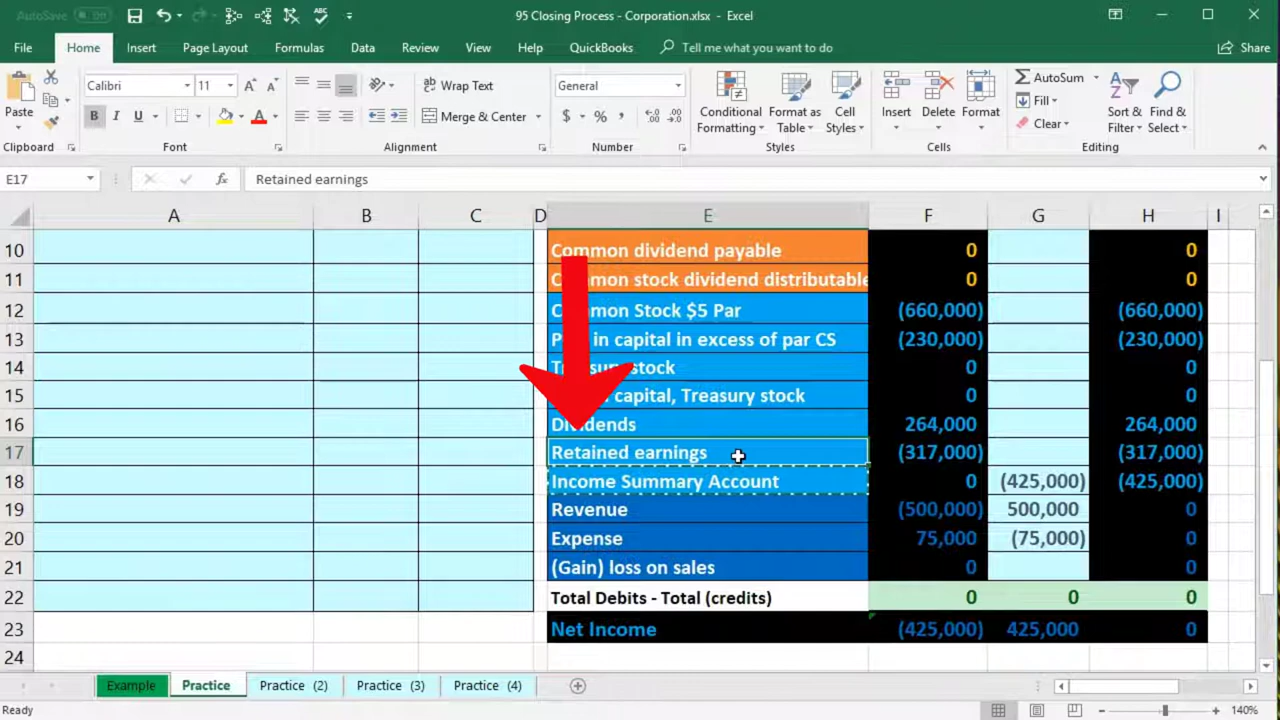 AutoSave Off 95 Closing Process - Corporation.xlsx - Excel
File Home Insert Page Layout Formulas Data Review View Help QuickBooks Tell me what you want to do Share
Paste Calibri 11 Wrap Text General Conditional Formatting Format as Table Cell Styles Insert Delete Format AutoSum Sort & Filter Find & Select
B I U Merge & Center $ % , Fill
Clear
Clipboard Font Alignment Number Styles Cells Editing
E17 fx Retained earnings
A B C D E F G H I
10 Common dividend payable 0 0
11 mon stock dividend distributable 0 0
12 Common Stock $5 Par (660,000) (660,000)
13 in capital in excess of par CS (230,000) (230,000)
14 stock 0 0
15 capital, Treasury stock 0 0
16 Dividends 264,000 264,000
17 Retained earnings (317,000) (317,000)
18 Income Summary Account 0 (425,000) (425,000)
19 Revenue (500,000) 500,000 0
20 Expense 75,000 (75,000) 0
21 (Gain) loss on sales 0 0
22 Total Debits - Total (credits) 0 0 0
23 Net Income (425,000) 425,000 0
24
Example Practice Practice (2) Practice (3) Practice (4)
Ready 140%